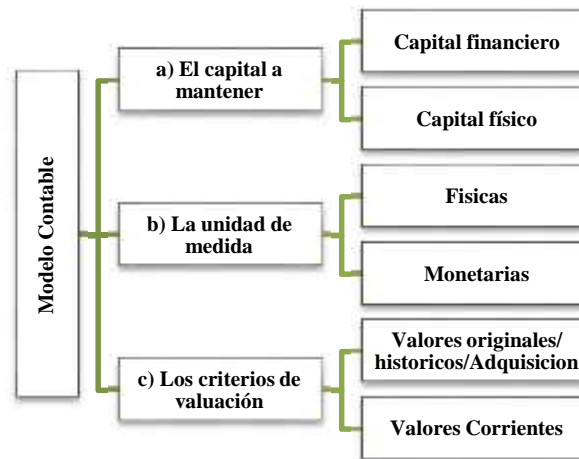 Modelo Contable
a) El capital a
mantener
Capital financiero
Capital físico
b) La unidad de
medida
Fisicas
Monetarias
c) Los criterios de
valuación
Valores originales/
historicos/Adquisicion
Valores Corrientes